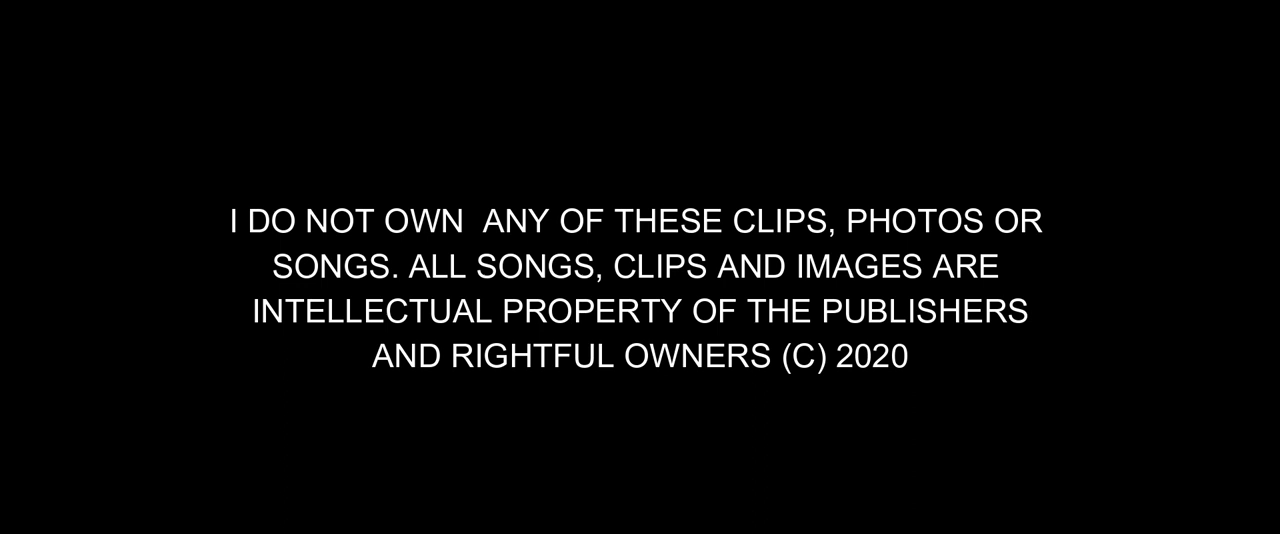 I DO NOT OWN  ANY OF THESE CLIPS, PHOTOS OR
SONGS. ALL SONGS, CLIPS AND IMAGES ARE
INTELLECTUAL PROPERTY OF THE PUBLISHERS
AND RIGHTFUL OWNERS (C) 2020